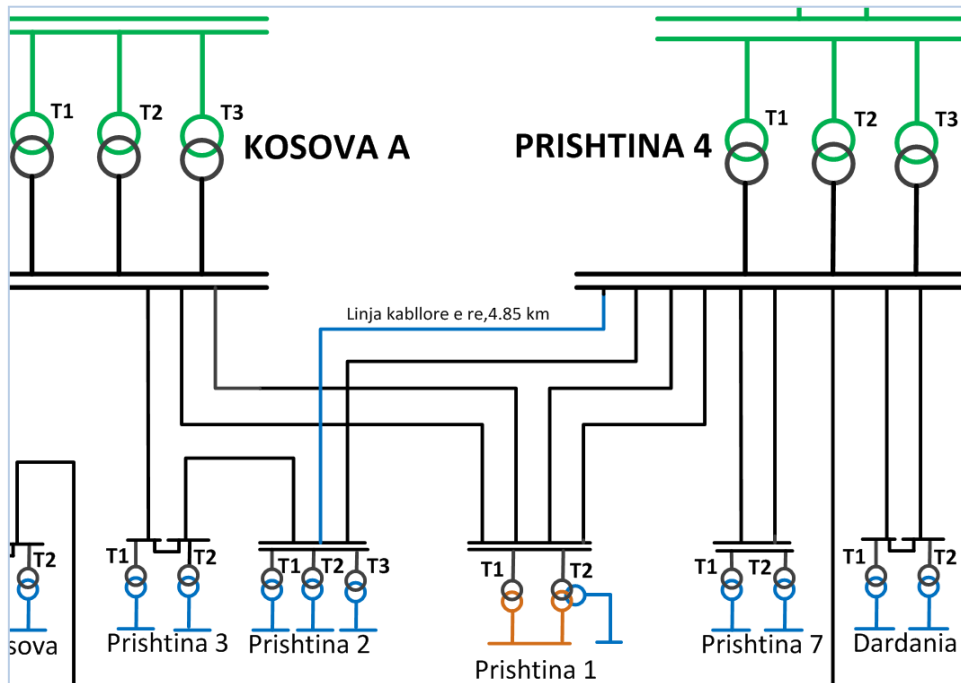 T1 T2 T3
KOSOVA A
PRISHTINA 4
T1 T2 T3
Linja kabllore e re,4.85 km
T2
sova
T1 T2
Prishtina 3
T1 T2 T3
Prishtina 2
T1 T2
Prishtina 1
T1 T2
Prishtina 7
T1 T2
Dardania